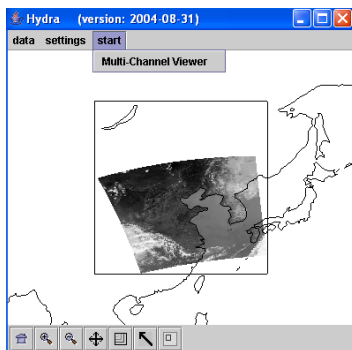 Hydra (version: 2004-08-31)
data settings start
Multi-Channel Viewer